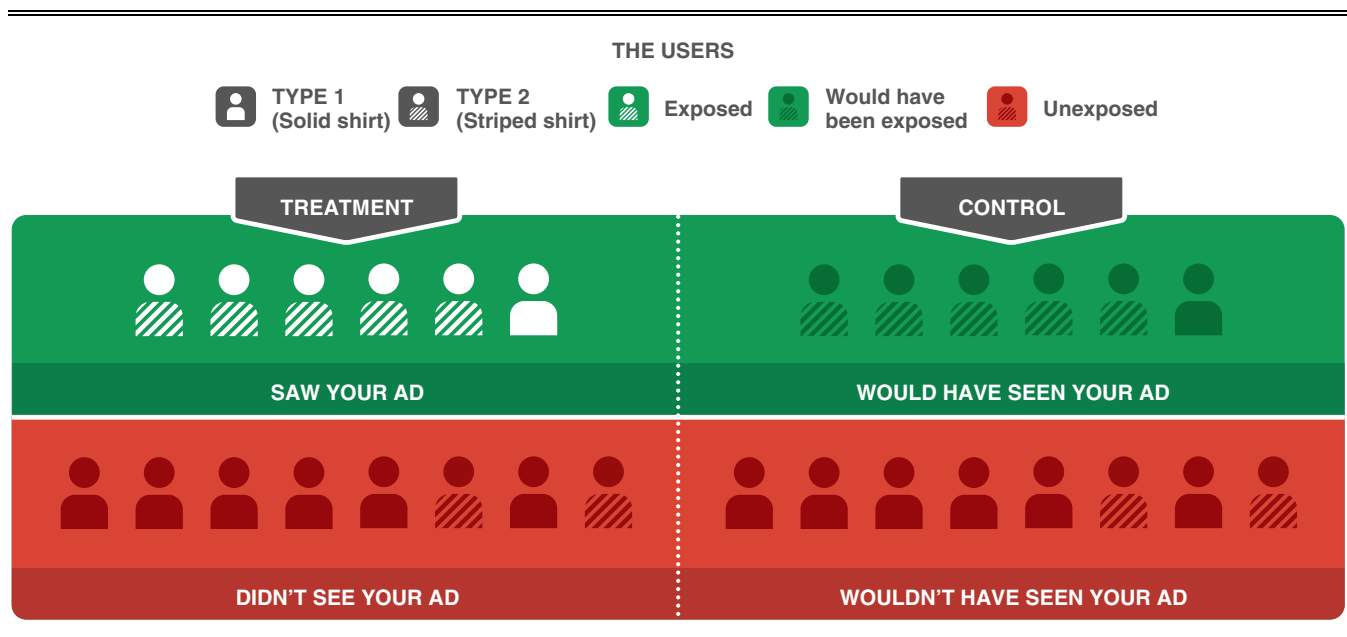 THE USERS
TYPE 1
(Solid shirt)
TYPE 2
(Striped shirt)
Exposed
Would have
been exposed
Unexposed
TREATMENT
CONTROL
SAW YOUR AD
WOULD HAVE SEEN YOUR AD
DIDN’T SEE YOUR AD
WOULDN’T HAVE SEEN YOUR AD